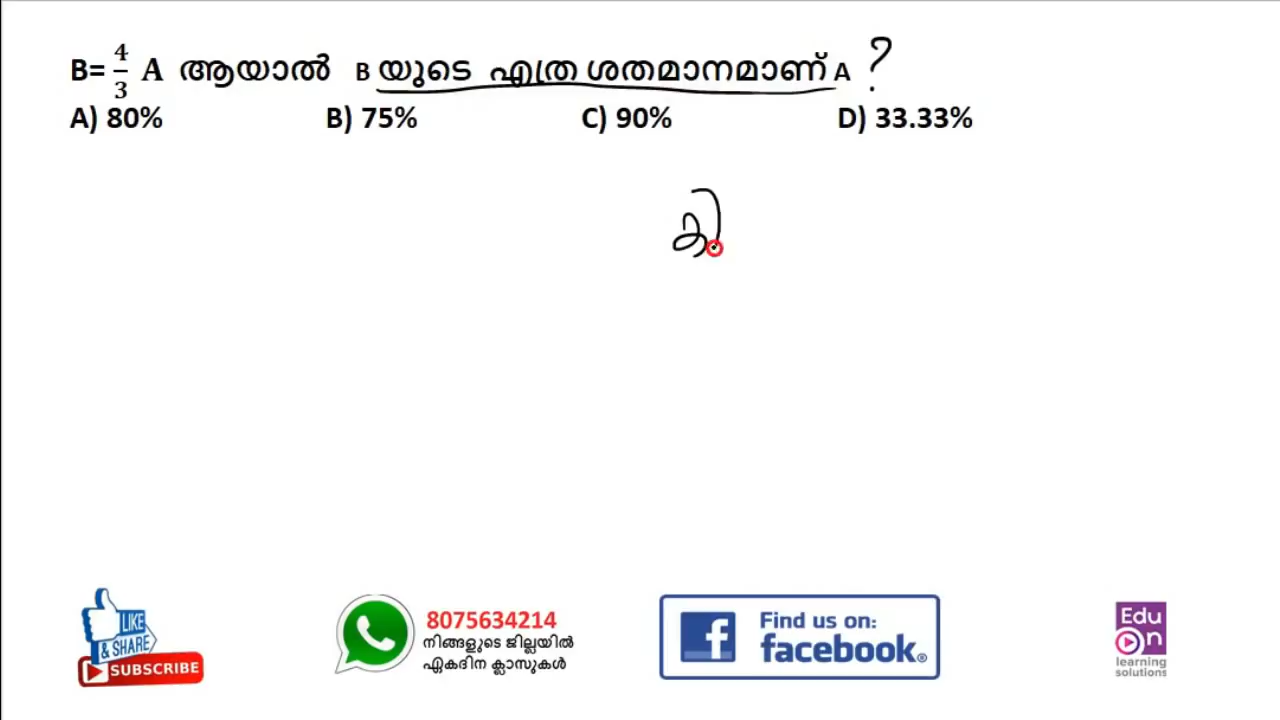 B= 4/3 A ആയാൽ B യുടെ എത്ര ശതമാനമാണ് A ?
A) 80% B) 75% C) 90% D) 33.33%
കി
LIKE
& SHARE
SUBSCRIBE
8075634214
നിങ്ങളുടെ ജില്ലയിൽ
ഏകദിന ക്ലാസുകൾ
f Find us on:
facebook®
Edu
On
learning
solutions